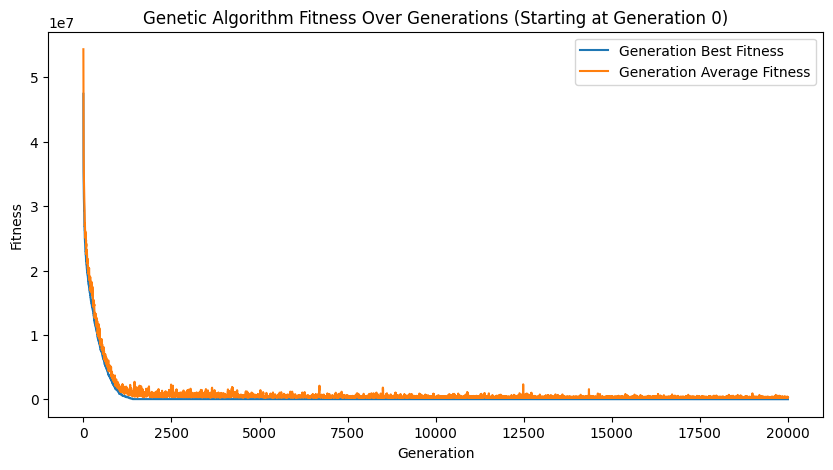 Genetic Algorithm Fitness Over Generations (Starting at Generation 0)
1e7
Generation Best Fitness
Generation Average Fitness
5
4
3
2
1
0
Fitness
0 2500 5000 7500 10000 12500 15000 17500 20000
Generation